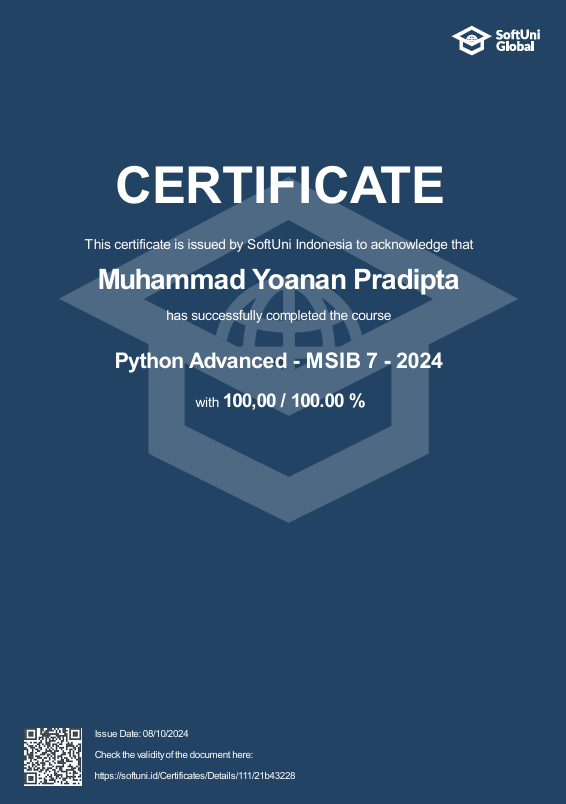 SoftUni
Global
CERTIFICATE
This certificate is issued by SoftUni Indonesia to acknowledge that
Muhammad Yoanan Pradipta
has successfully completed the course
Python Advanced - MSIB 7 - 2024
with 100,00 / 100.00 %
Issue Date: 08/10/2024
Check the validity of the document here:
https://softuni.id/Certificates/Details/111/21b43228